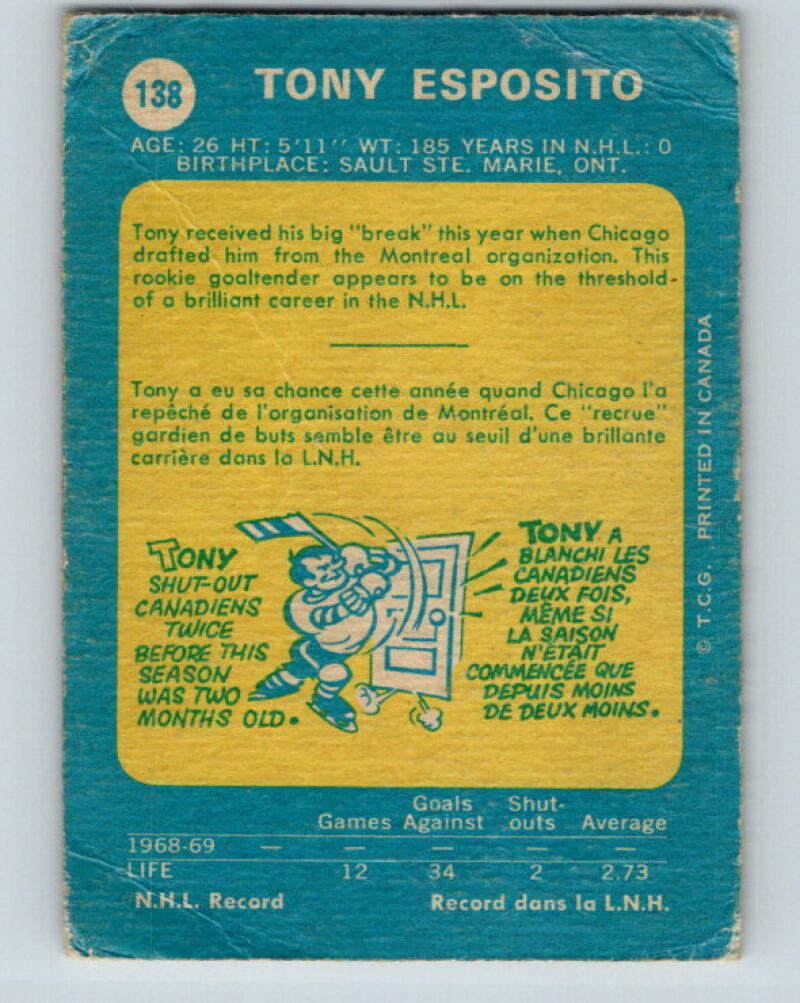 138
TONY ESPOSITO
AGE: 26 HT: 5'11" WT: 185 YEARS IN N.H.L.: 0
BIRTHPLACE: SAULT STE. MARIE, ONT.
Tony received his big "break" this year when Chicago
drafted him from the Montreal organization. This
rookie goaltender appears to be on the threshold
of a brilliant career in the N.H.L.
Tony a eu sa chance cette année quand Chicago l'a
repêché de l'organisation de Montréal. Ce "recrue"
gardien de buts semble être au seuil d'une brillante
carrière dans la L.N.H.
TONY
SHUT-OUT
CANADIENS
TWICE
BEFORE THIS
SEASON
WAS TWO
MONTHS OLD.
TONY A
BLANCHI LES
CANADIENS
DEUX FOIS,
MÊME SI
LA SAISON
N'ÉTAIT
COMMENCÉE QUE
DEPUIS MOINS
DE DEUX MOINS.
© T.C.G. PRINTED IN CANADA
Goals Shut-
Games Against outs Average
1968-69 — — — —
LIFE 12 34 2 2.73
N.H.L. Record Record dans la L.N.H.